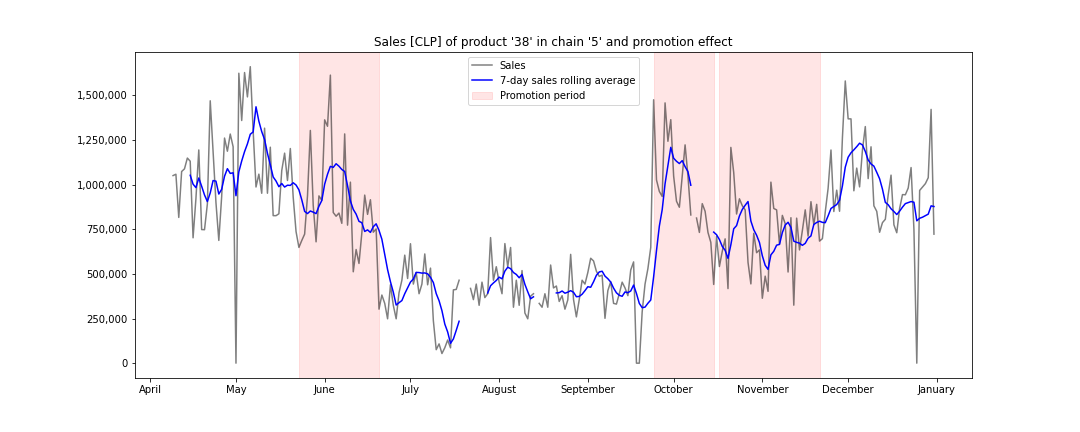 Sales [CLP] of product '38' in chain '5' and promotion effect
Sales
7-day sales rolling average
Promotion period
1,500,000
1,250,000
1,000,000
750,000
500,000
250,000
0
April May June July August September October November December January